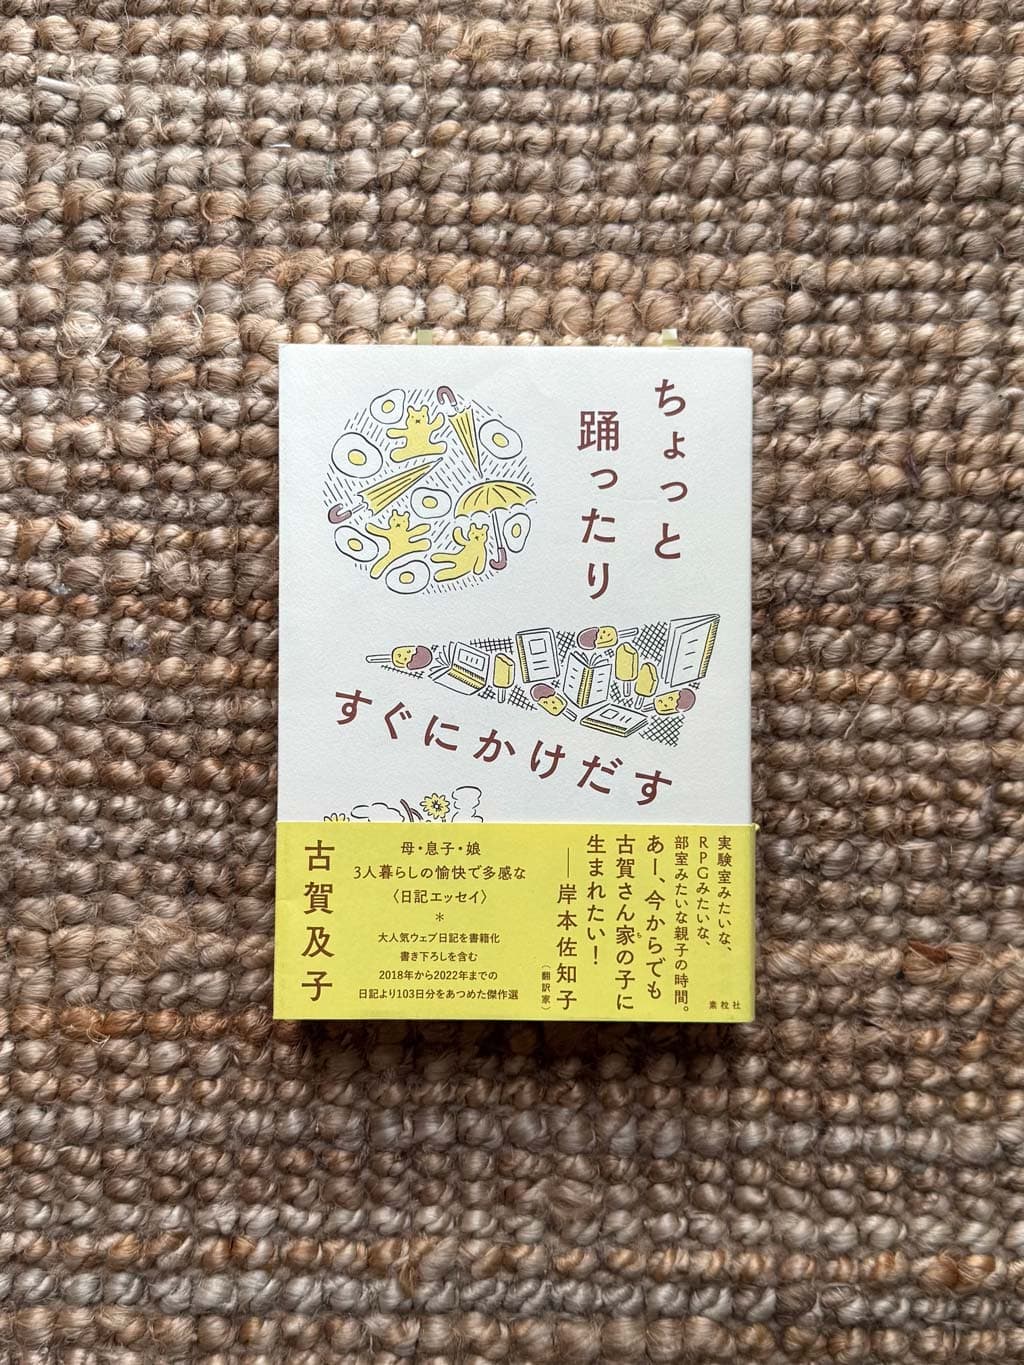 ちょっと
踊ったり
すぐにかけだす
実験室みたいな、
RPGみたいな、
部室みたいな親子の時間。
あー、今からでも
古賀さん家の子に
ち
生まれたい!
——岸本佐知子
(翻訳家)
素粒社
母・息子・娘
3人暮らしの愉快で多感な
〈日記エッセイ〉
*
大人気ウェブ日記を書籍化
書き下ろしを含む
2018年から2022年までの
日記より103日分をあつめた傑作選
古賀及子